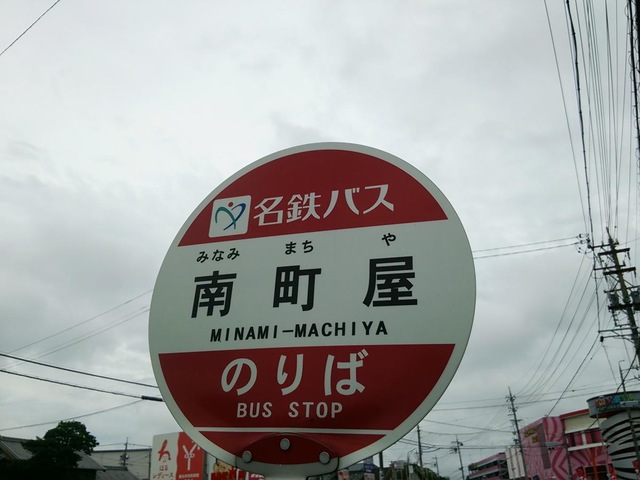 名鉄バス
みなみ まち や
南町屋
MINAMI-MACHIYA
のりば
BUS STOP